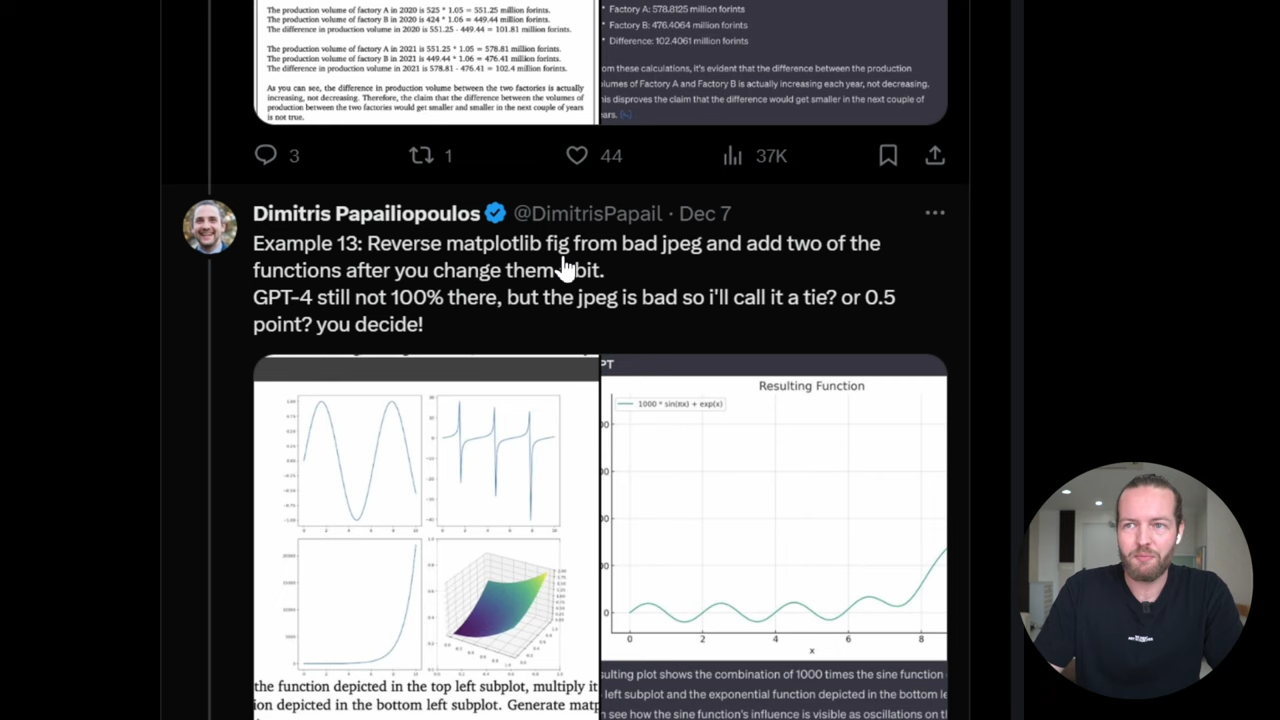 The production volume of factory A in 2020 is 525 * 1.05 = 551.25 million forints.
The production volume of factory B in 2020 is 424 * 1.06 = 449.44 million forints.
The difference in production volume in 2020 is 551.25 - 449.44 = 101.81 million forints.
The production volume of factory A in 2021 is 551.25 * 1.05 = 578.81 million forints.
The production volume of factory B in 2021 is 449.44 * 1.06 = 476.41 million forints.
The difference in production volume in 2021 is 578.81 - 476.41 = 102.4 million forints.
As you can see, the difference in production volume between the two factories is actually
increasing, not decreasing. Therefore, the claim that the difference between the volumes of
production between the two factories would get smaller and smaller in the next couple of years
is not true.
• Factory A: 578.8125 million forints
• Factory B: 476.4064 million forints
• Difference: 102.4061 million forints
om these calculations, it's evident that the difference between the production
lumes of Factory A and Factory B is actually increasing each year, not decreasing.
his disproves the claim that the difference would get smaller in the next couple of
ears. [>-]
3 1 44 37K
Dimitris Papailiopoulos @DimitrisPapail · Dec 7
Example 13: Reverse matplotlib fig from bad jpeg and add two of the
functions after you change them bit.
GPT-4 still not 100% there, but the jpeg is bad so i'll call it a tie? or 0.5
point? you decide!
PT
Resulting Function
1000 * sin(πx) + exp(x)
0 2 4 6 8
x
the function depicted in the top left subplot, multiply it
ion depicted in the bottom left subplot. Generate matp
sulting plot shows the combination of 1000 times the sine function
left subplot and the exponential function depicted in the bottom le
n see how the sine function's influence is visible as oscillations on t